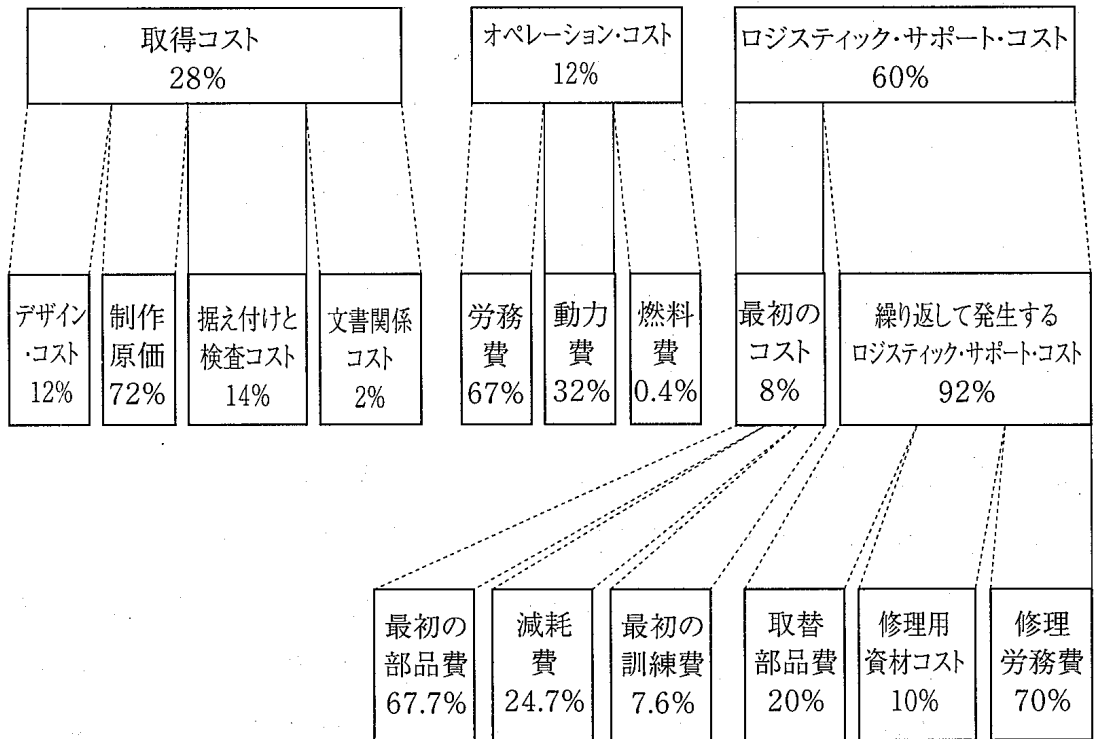 取得コスト
28%
オペレーション・コスト
12%
ロジスティック・サポート・コスト
60%
デザイン
・コスト
12%
制作
原価
72%
据え付けと
検査コスト
14%
文書関係
コスト
2%
労務
費
67%
動力
費
32%
燃料
費
0.4%
最初の
コスト
8%
繰り返して発生する
ロジスティック・サポート・コスト
92%
最初の
部品費
67.7%
減耗
費
24.7%
最初の
訓練費
7.6%
取替
部品費
20%
修理用
資材コスト
10%
修理
労務費
70%